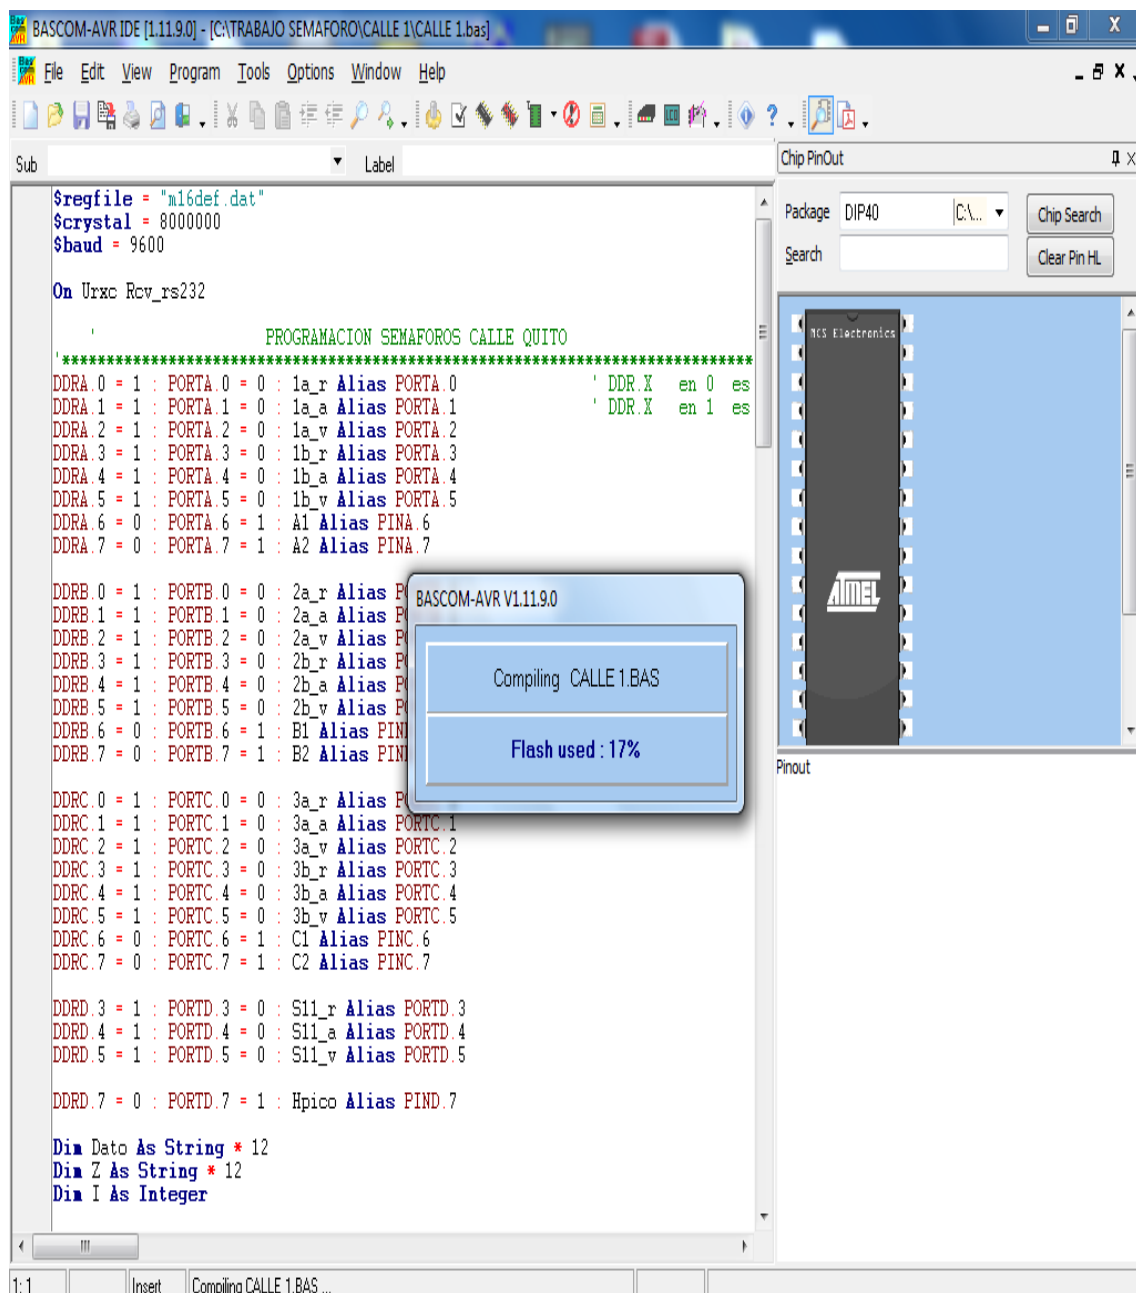 BASCOM-AVR IDE [1.11.9.0] - [C:\TRABAJO SEMAFORO\CALLE 1\CALLE 1.bas]
File Edit View Program Tools Options Window Help
Sub Label
$regfile = "m16def.dat"
$crystal = 8000000
$baud = 9600
On Urxc Rcv_rs232
' PROGRAMACION SEMAFOROS CALLE QUITO
'*******************************************************************************
DDRA.0 = 1 : PORTA.0 = 0 : 1a_r Alias PORTA.0 ' DDR.X en 0 es
DDRA.1 = 1 : PORTA.1 = 0 : 1a_a Alias PORTA.1 ' DDR.X en 1 es
DDRA.2 = 1 : PORTA.2 = 0 : 1a_v Alias PORTA.2
DDRA.3 = 1 : PORTA.3 = 0 : 1b_r Alias PORTA.3
DDRA.4 = 1 : PORTA.4 = 0 : 1b_a Alias PORTA.4
DDRA.5 = 1 : PORTA.5 = 0 : 1b_v Alias PORTA.5
DDRA.6 = 0 : PORTA.6 = 1 : A1 Alias PINA.6
DDRA.7 = 0 : PORTA.7 = 1 : A2 Alias PINA.7
DDRB.0 = 1 : PORTB.0 = 0 : 2a_r Alias
DDRB.1 = 1 : PORTB.1 = 0 : 2a_a Alias
DDRB.2 = 1 : PORTB.2 = 0 : 2a_v Alias
DDRB.3 = 1 : PORTB.3 = 0 : 2b_r Alias
DDRB.4 = 1 : PORTB.4 = 0 : 2b_a Alias
DDRB.5 = 1 : PORTB.5 = 0 : 2b_v Alias
DDRB.6 = 0 : PORTB.6 = 1 : B1 Alias
DDRB.7 = 0 : PORTB.7 = 1 : B2 Alias
DDRC.0 = 1 : PORTC.0 = 0 : 3a_r Alias
DDRC.1 = 1 : PORTC.1 = 0 : 3a_a Alias PORTC.1
DDRC.2 = 1 : PORTC.2 = 0 : 3a_v Alias PORTC.2
DDRC.3 = 1 : PORTC.3 = 0 : 3b_r Alias PORTC.3
DDRC.4 = 1 : PORTC.4 = 0 : 3b_a Alias PORTC.4
DDRC.5 = 1 : PORTC.5 = 0 : 3b_v Alias PORTC.5
DDRC.6 = 0 : PORTC.6 = 1 : C1 Alias PINC.6
DDRC.7 = 0 : PORTC.7 = 1 : C2 Alias PINC.7
DDRD.3 = 1 : PORTD.3 = 0 : S11_r Alias PORTD.3
DDRD.4 = 1 : PORTD.4 = 0 : S11_a Alias PORTD.4
DDRD.5 = 1 : PORTD.5 = 0 : S11_v Alias PORTD.5
DDRD.7 = 0 : PORTD.7 = 1 : Hpico Alias PIND.7
Dim Dato As String * 12
Dim Z As String * 12
Dim I As Integer
BASCOM-AVR V1.11.9.0
Compiling CALLE 1.BAS
Flash used : 17%
Chip PinOut
Package DIP40 C:\... Chip Search
Search Clear Pin HL
MCS Electronics
ATMEL
Pinout
1: 1 Insert Compiling CALLE 1.BAS ...